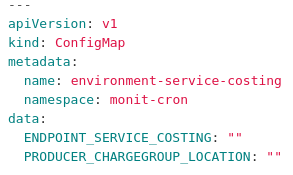 ---
apiVersion: v1
kind: ConfigMap
metadata:
  name: environment-service-costing
  namespace: monit-cron
data:
  ENDPOINT_SERVICE_COSTING: ""
  PRODUCER_CHARGEGROUP_LOCATION: ""